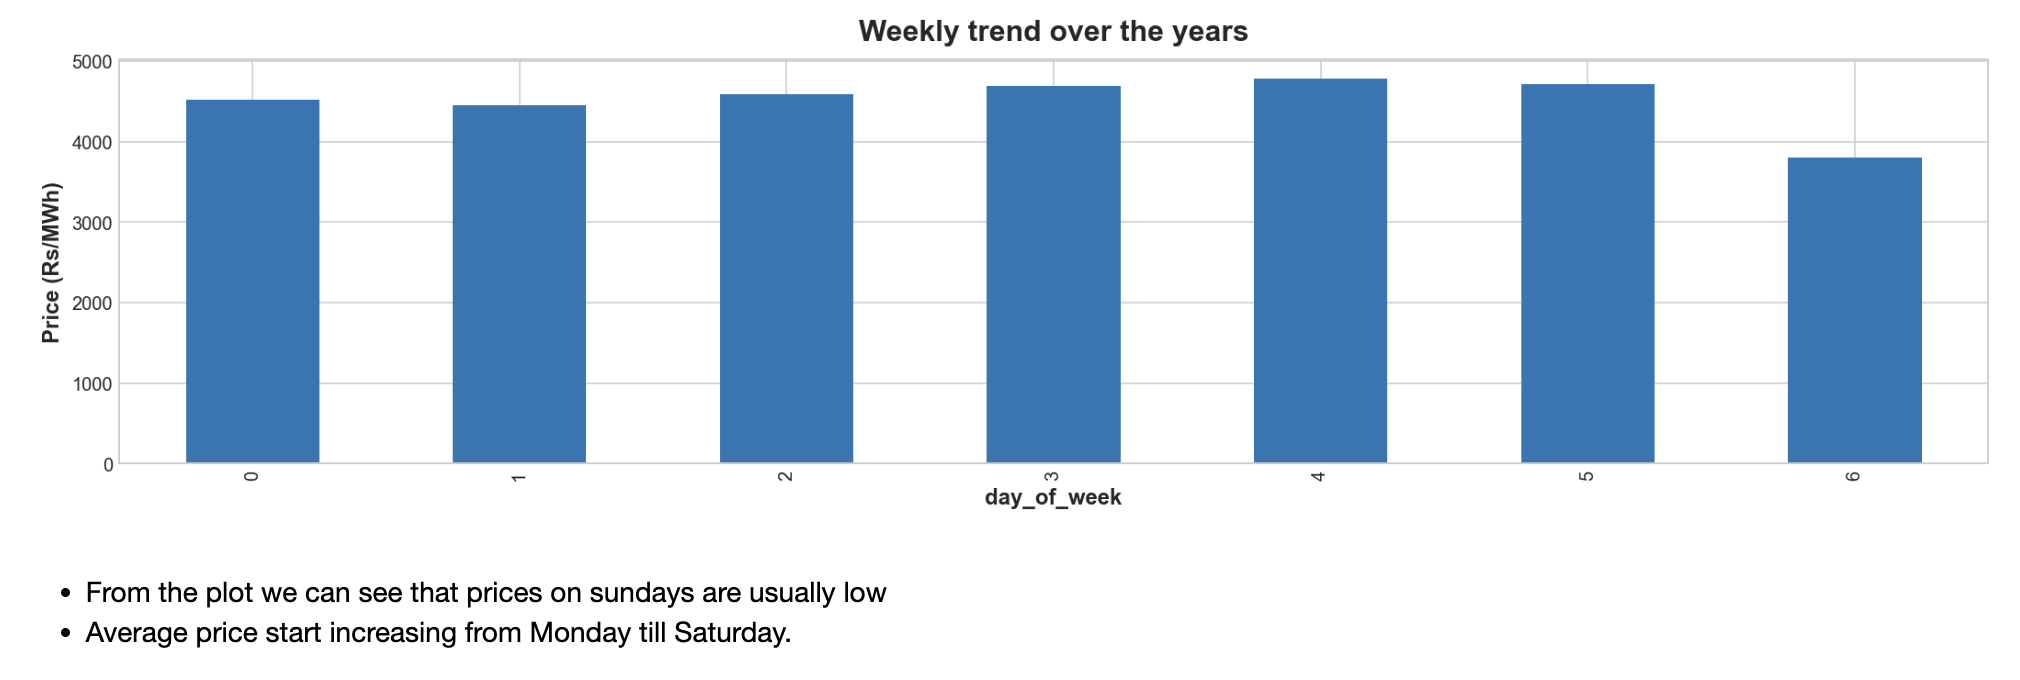 Weekly trend over the years
5000
4000
3000
2000
1000
0
Price (Rs/MWh)
0 1 2 3 4 5 6
day_of_week
• From the plot we can see that prices on sundays are usually low
• Average price start increasing from Monday till Saturday.